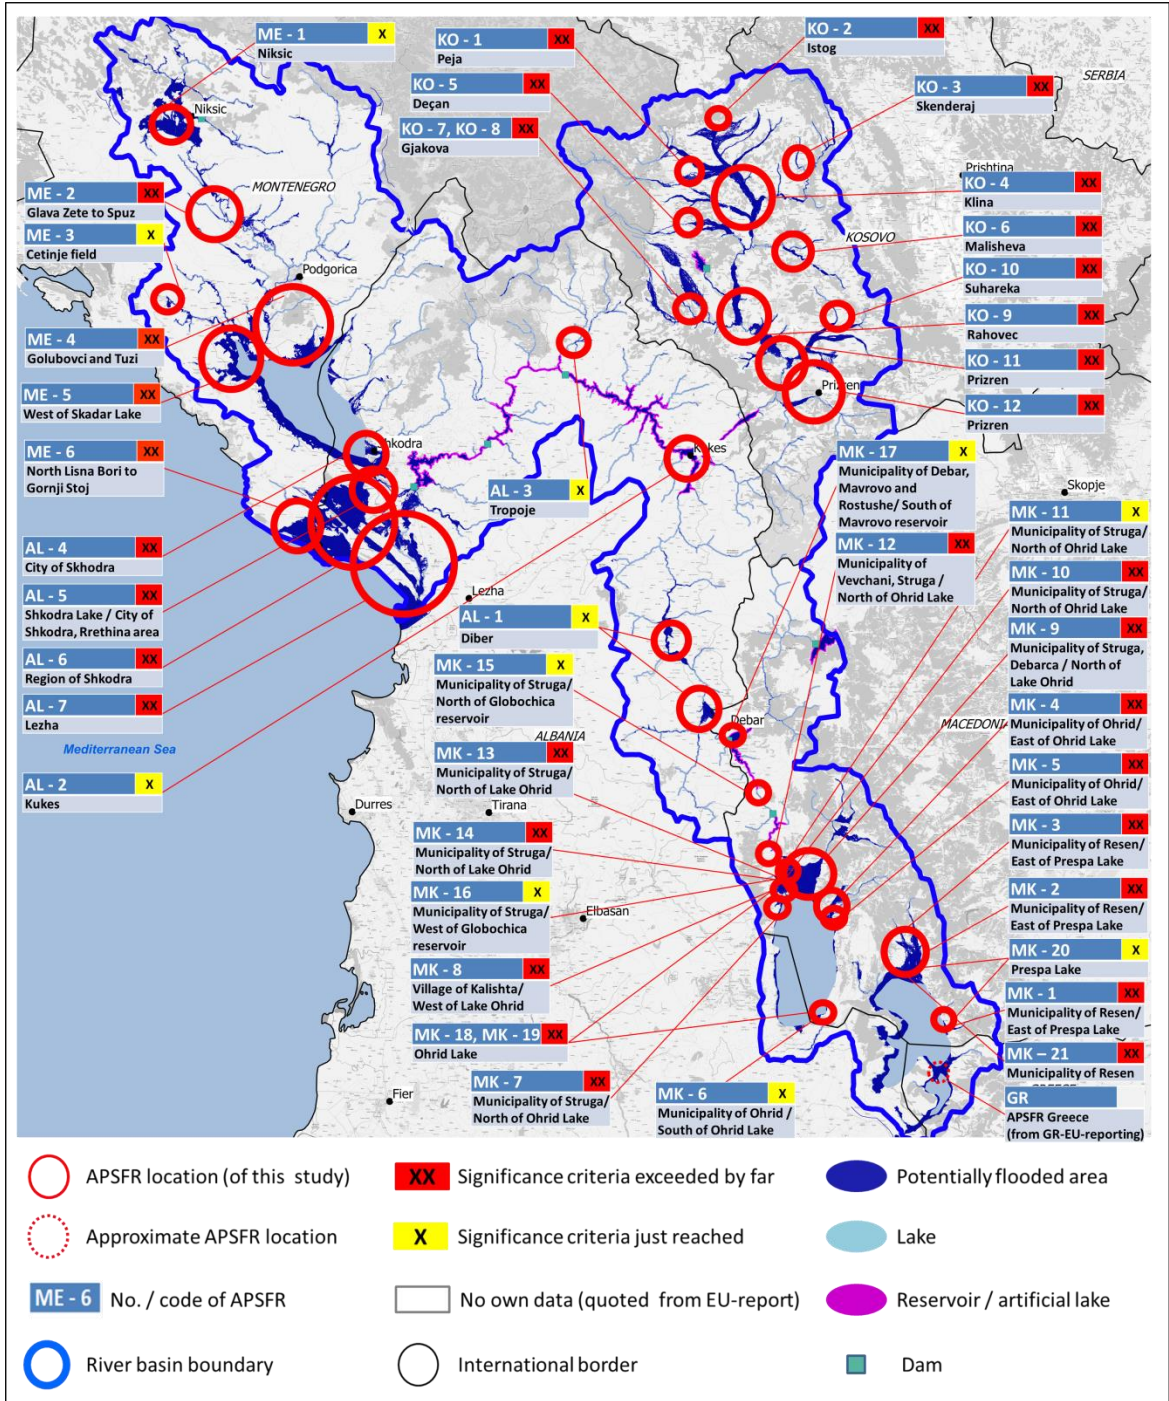 ME - 1 X
Niksic
KO - 1 XX
Peja
KO - 2 XX
Istog
SERBIA
KO - 5 XX
Deçan
KO - 3 XX
Skenderaj
KO - 7, KO - 8 XX
Gjakova
Niksic
Prishtina
KO - 4 XX
Klina
MONTENEGRO
ME - 2 XX
Glava Zete to Spuz
ME - 3 X
Cetinje field
KO - 6 XX
Malisheva
KOSOVO
KO - 10 XX
Suhareka
Podgorica
KO - 9 XX
Rahovec
ME - 4 XX
Golubovci and Tuzi
KO - 11 XX
Prizren
ME - 5 XX
West of Skadar Lake
Prizren
KO - 12 XX
Prizren
ME - 6 XX
North Lisna Bori to
Gornji Stoj
Shkodra
Kukes
MK - 17 X
Municipality of Debar,
Mavrovo and
Rostushe/ South of
Mavrovo reservoir
Skopje
AL - 3 X
Tropoje
MK - 11 X
Municipality of Struga/
North of Ohrid Lake
AL - 4 XX
City of Skhodra
MK - 12 XX
Municipality of
Vevchani, Struga /
North of Ohrid Lake
MK - 10 XX
Municipality of Struga/
North of Ohrid Lake
AL - 5 XX
Shkodra Lake / City of
Shkodra, Rrethina area
Lezha
AL - 1 X
Diber
MK - 9 XX
Municipality of Struga,
Debarca / North of
Lake Ohrid
AL - 6 XX
Region of Shkodra
MK - 15 X
Municipality of Struga/
North of Globochica
reservoir
AL - 7 XX
Lezha
MK - 4 XX
Municipality of Ohrid/
East of Ohrid Lake
Debar
MACEDONI
ALBANIA
Mediterranean Sea
MK - 13 XX
Municipality of Struga/
North of Lake Ohrid
MK - 5 XX
Municipality of Ohrid/
East of Ohrid Lake
AL - 2 X
Kukes
Durres
Tirana
MK - 3 XX
Municipality of Resen/
East of Prespa Lake
MK - 14 XX
Municipality of Struga/
North of Lake Ohrid
MK - 2 XX
Municipality of Resen/
East of Prespa Lake
MK - 16 X
Municipality of Struga/
West of Globochica
reservoir
Elbasan
MK - 20 X
Prespa Lake
MK - 8 XX
Village of Kalishta/
West of Lake Ohrid
MK - 1 XX
Municipality of Resen/
East of Prespa Lake
MK - 18, MK - 19 XX
Ohrid Lake
MK – 21 XX
Municipality of Resen
MK - 7 XX
Municipality of Struga/
North of Ohrid Lake
Fier
MK - 6 X
Municipality of Ohrid /
South of Ohrid Lake
GR
APSFR Greece
(from GR-EU-reporting)
APSFR location (of this study)
XX Significance criteria exceeded by far
Potentially flooded area
Approximate APSFR location
X Significance criteria just reached
Lake
ME - 6 No. / code of APSFR
No own data (quoted from EU-report)
Reservoir / artificial lake
River basin boundary
International border
Dam